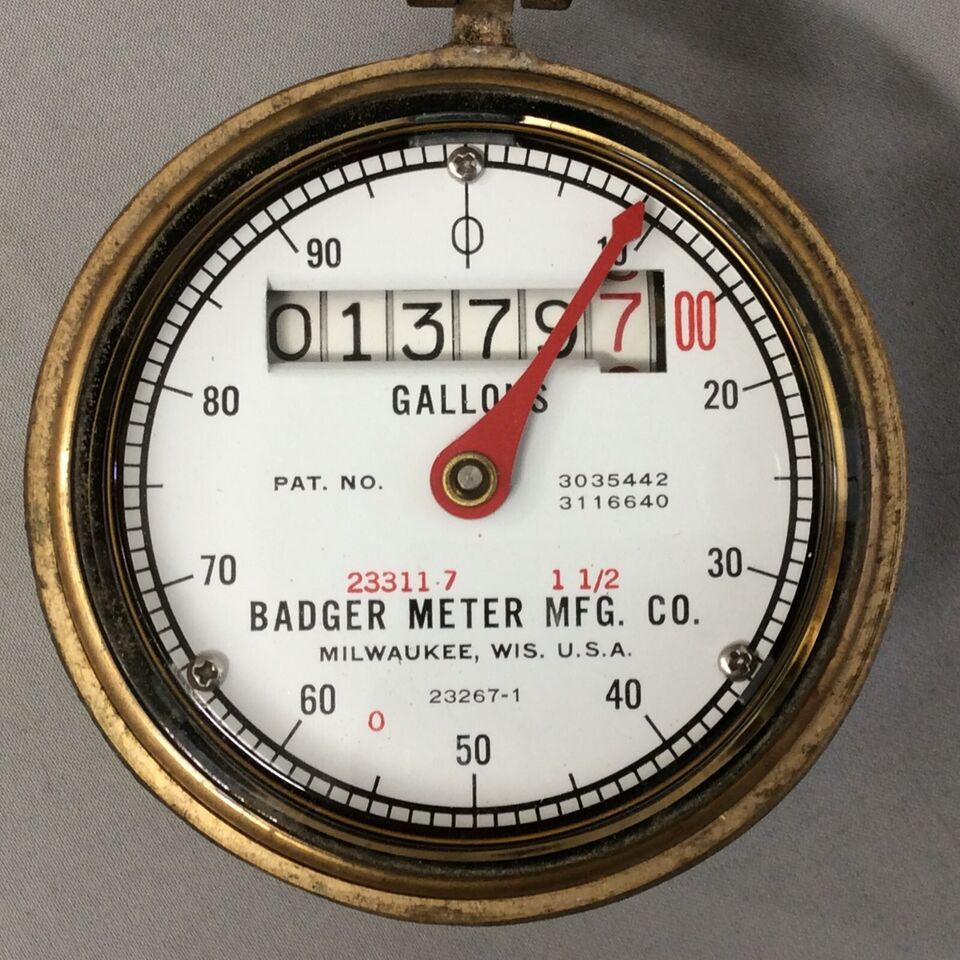 0
90 10
013797 00
GALLONS
80 20
PAT. NO. 3035442
3116640
70 30
23311-7 1 1/2
BADGER METER MFG. CO.
MILWAUKEE, WIS. U.S.A.
60 23267-1 40
0
50